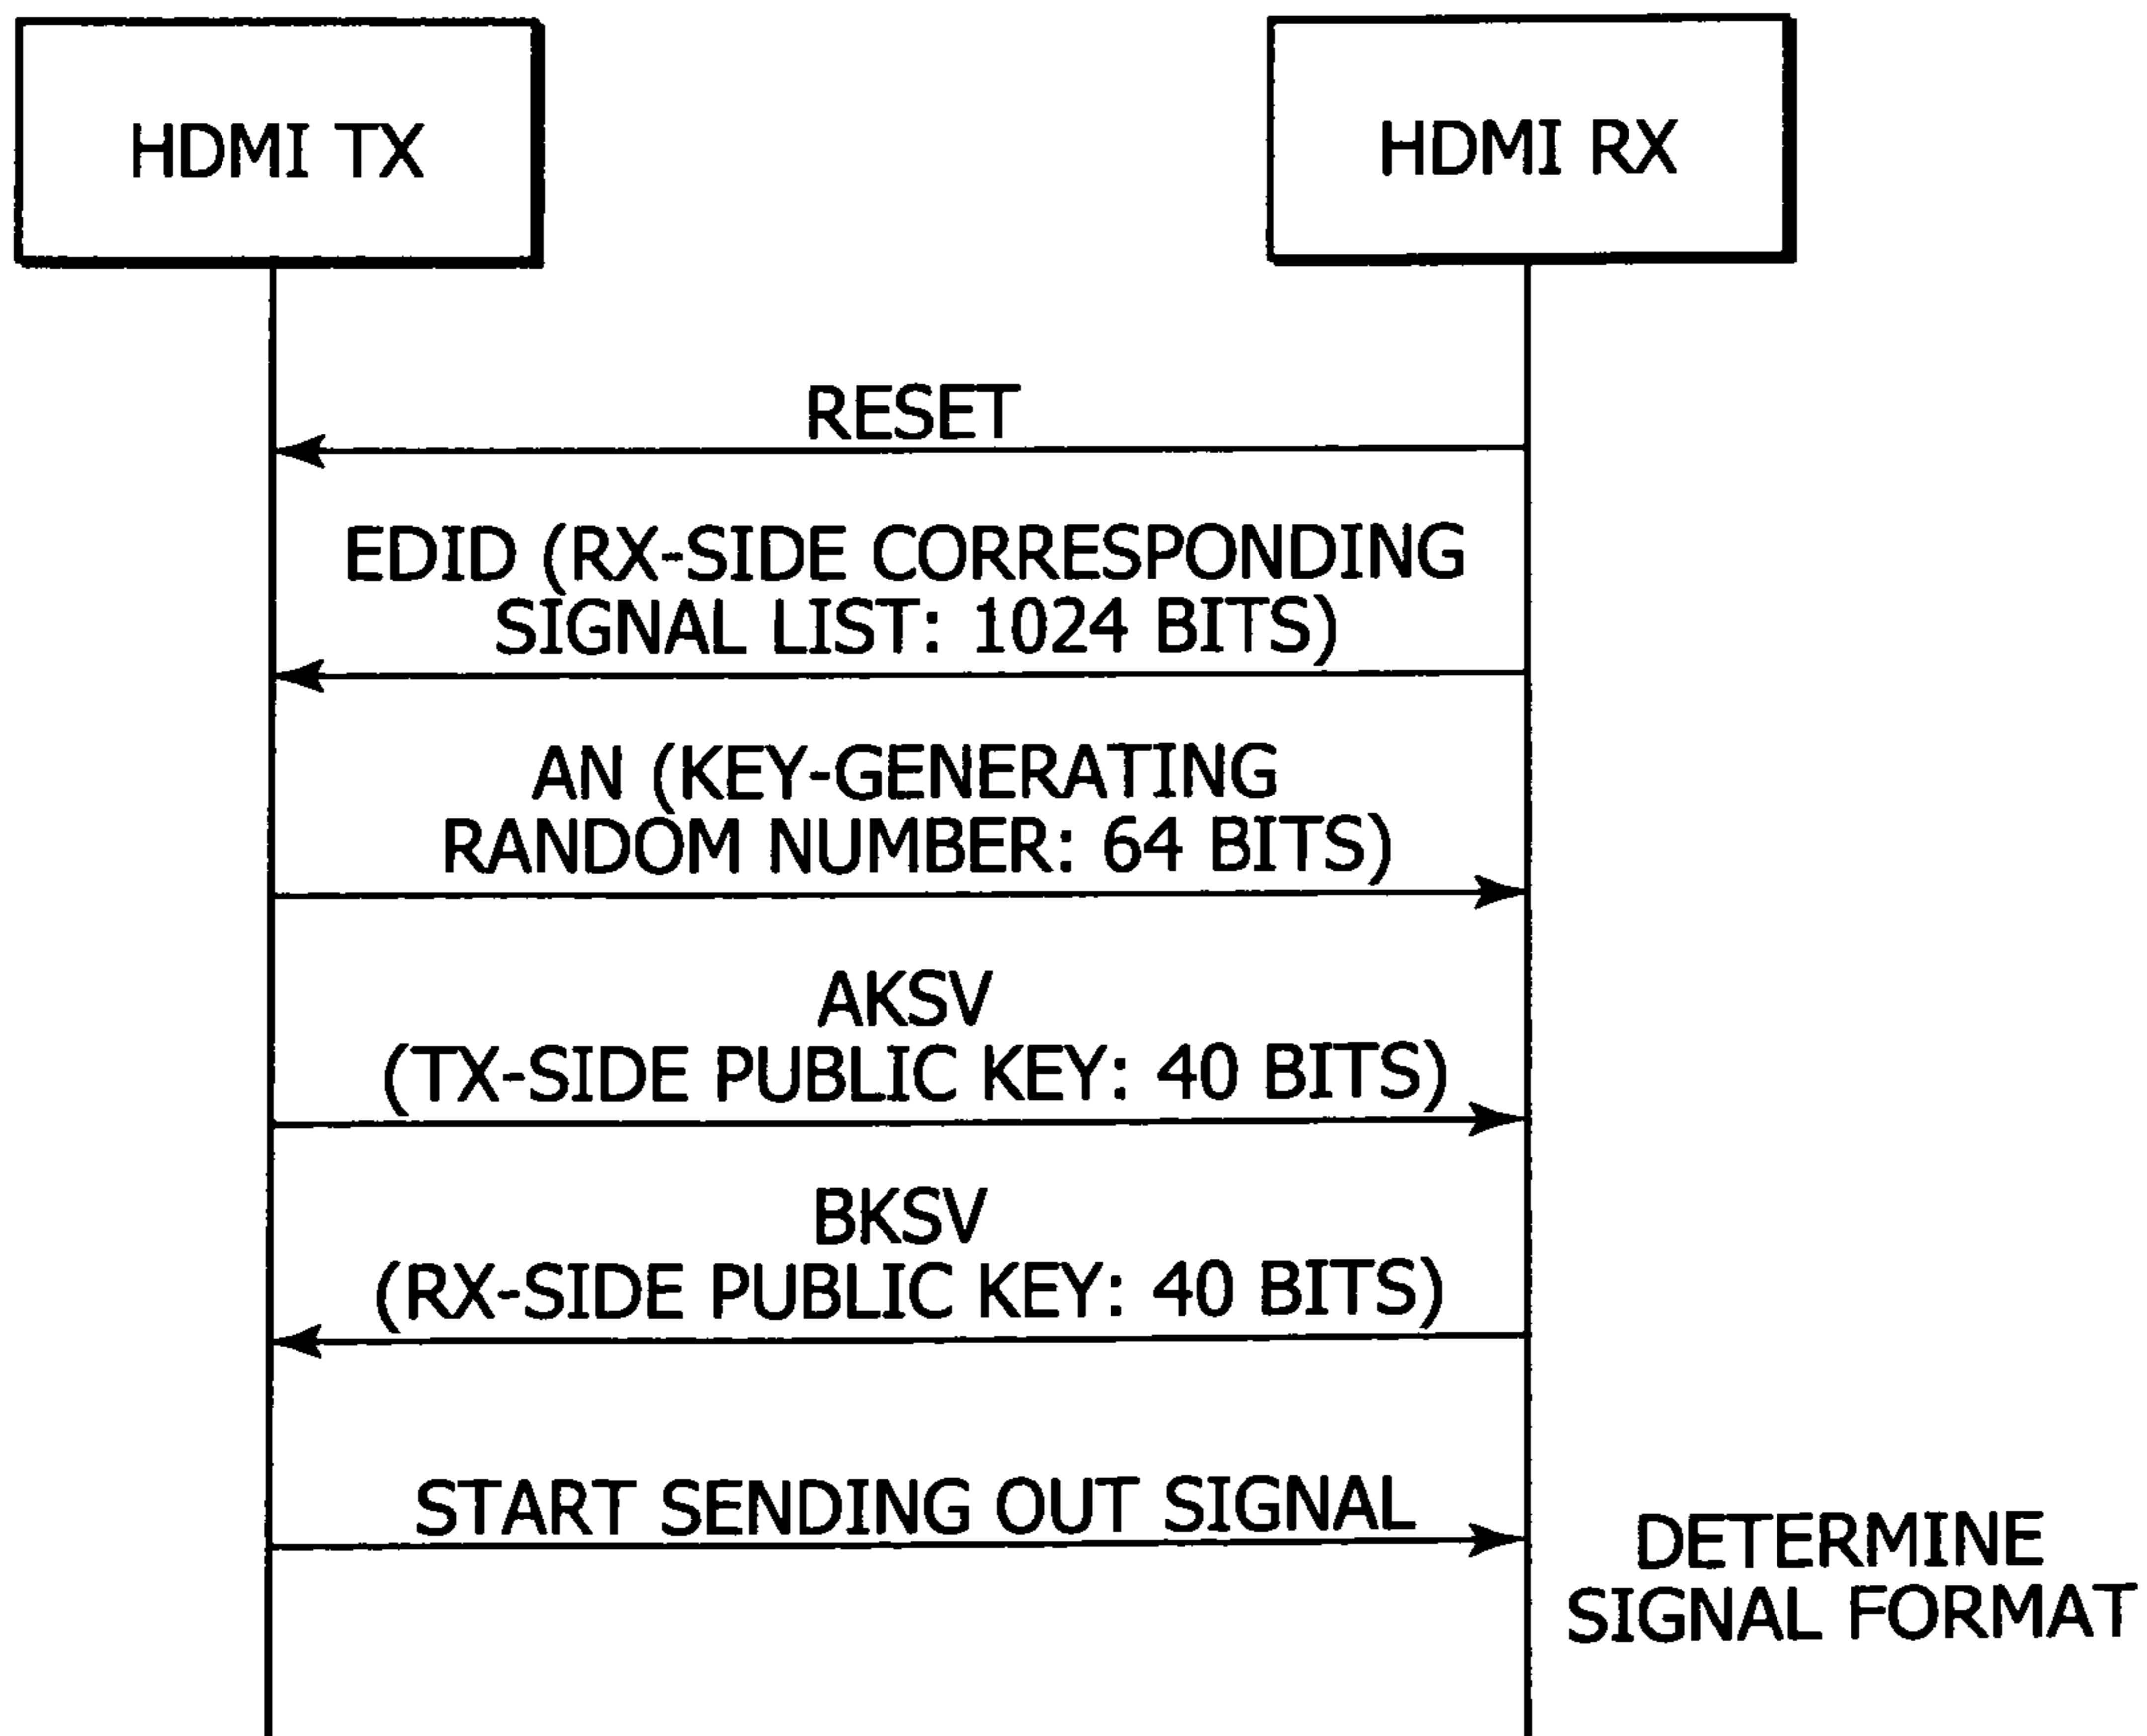 HDMI TX
HDMI RX
RESET
EDID (RX-SIDE CORRESPONDING
SIGNAL LIST: 1024 BITS)
AN (KEY-GENERATING
RANDOM NUMBER: 64 BITS)
AKSV
(TX-SIDE PUBLIC KEY: 40 BITS)
BKSV
(RX-SIDE PUBLIC KEY: 40 BITS)
START SENDING OUT SIGNAL
DETERMINE
SIGNAL FORMAT